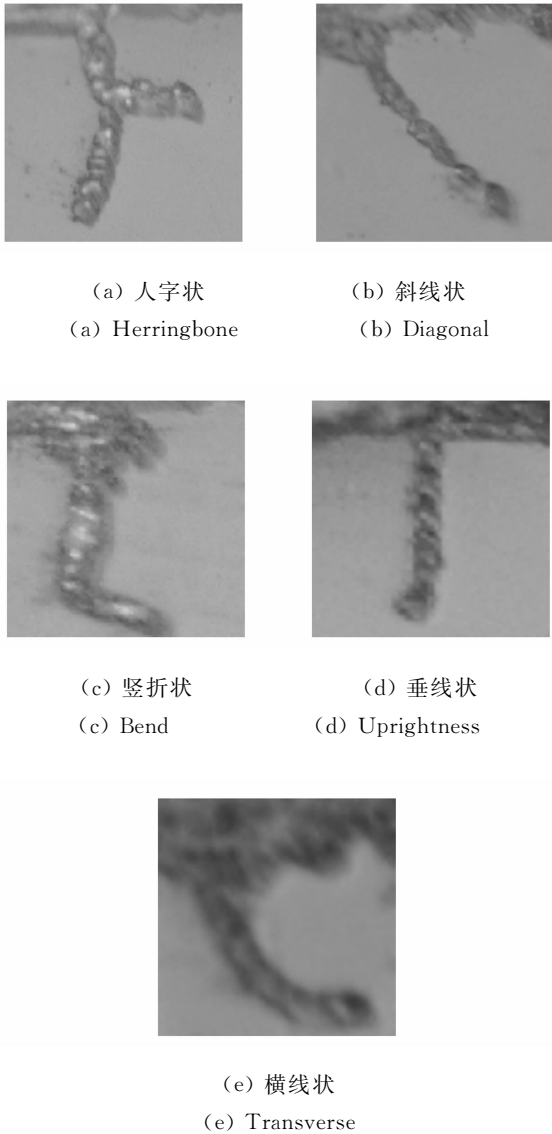 (a) 人字状
(b) 斜线状
(a) Herringbone
(b) Diagonal
(c) 竖折状
(d) 垂线状
(c) Bend
(d) Uprightness
(e) 横线状
(e) Transverse